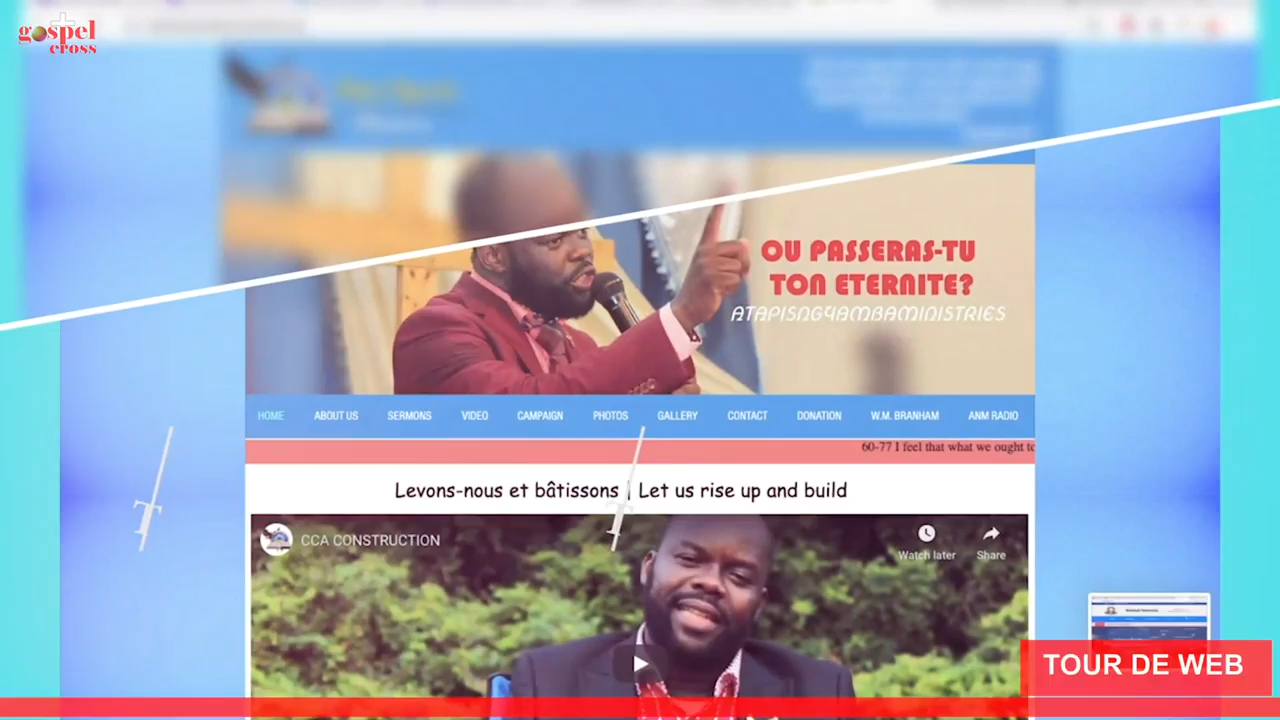 gospel
cross
OU PASSERAS-TU
TON ETERNITE?
ATAPISNGYAMBAMINISTRIES
HOME ABOUT US SERMONS VIDEO CAMPAIGN PHOTOS GALLERY CONTACT DONATION W.M. BRANHAM ANM RADIO
60-77 I feel that what we ought to
Levons-nous et bâtissons | Let us rise up and build
CCA CONSTRUCTION
Watch later Share
TOUR DE WEB